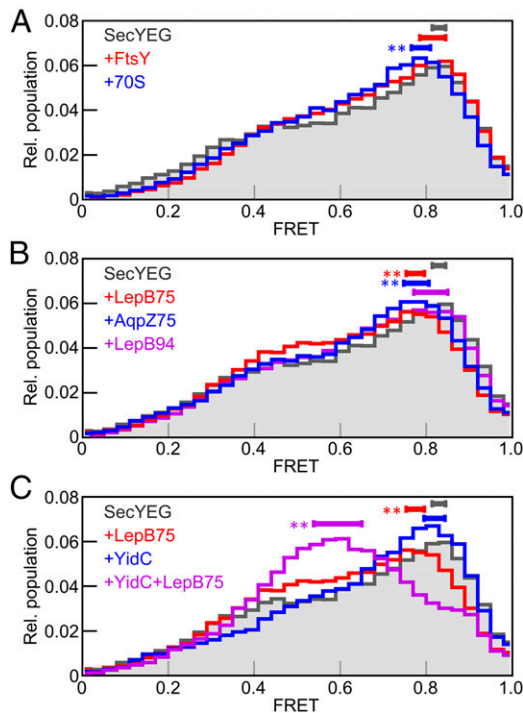 A
SecYEG
+FtsY
+70S
**
Rel. population
0.08
0.06
0.04
0.02
0
0.2
0.4
0.6
0.8
1.0
FRET
B
SecYEG
+LepB75
+AqpZ75
+LepB94
**
**
Rel. population
0.08
0.06
0.04
0.02
0
0
0.2
0.4
0.6
0.8
1.0
FRET
C
SecYEG
+LepB75
+YidC
+YidC+LepB75
**
**
Rel. population
0.08
0.06
0.04
0.02
0
0
0.2
0.4
0.6
0.8
1.0
FRET